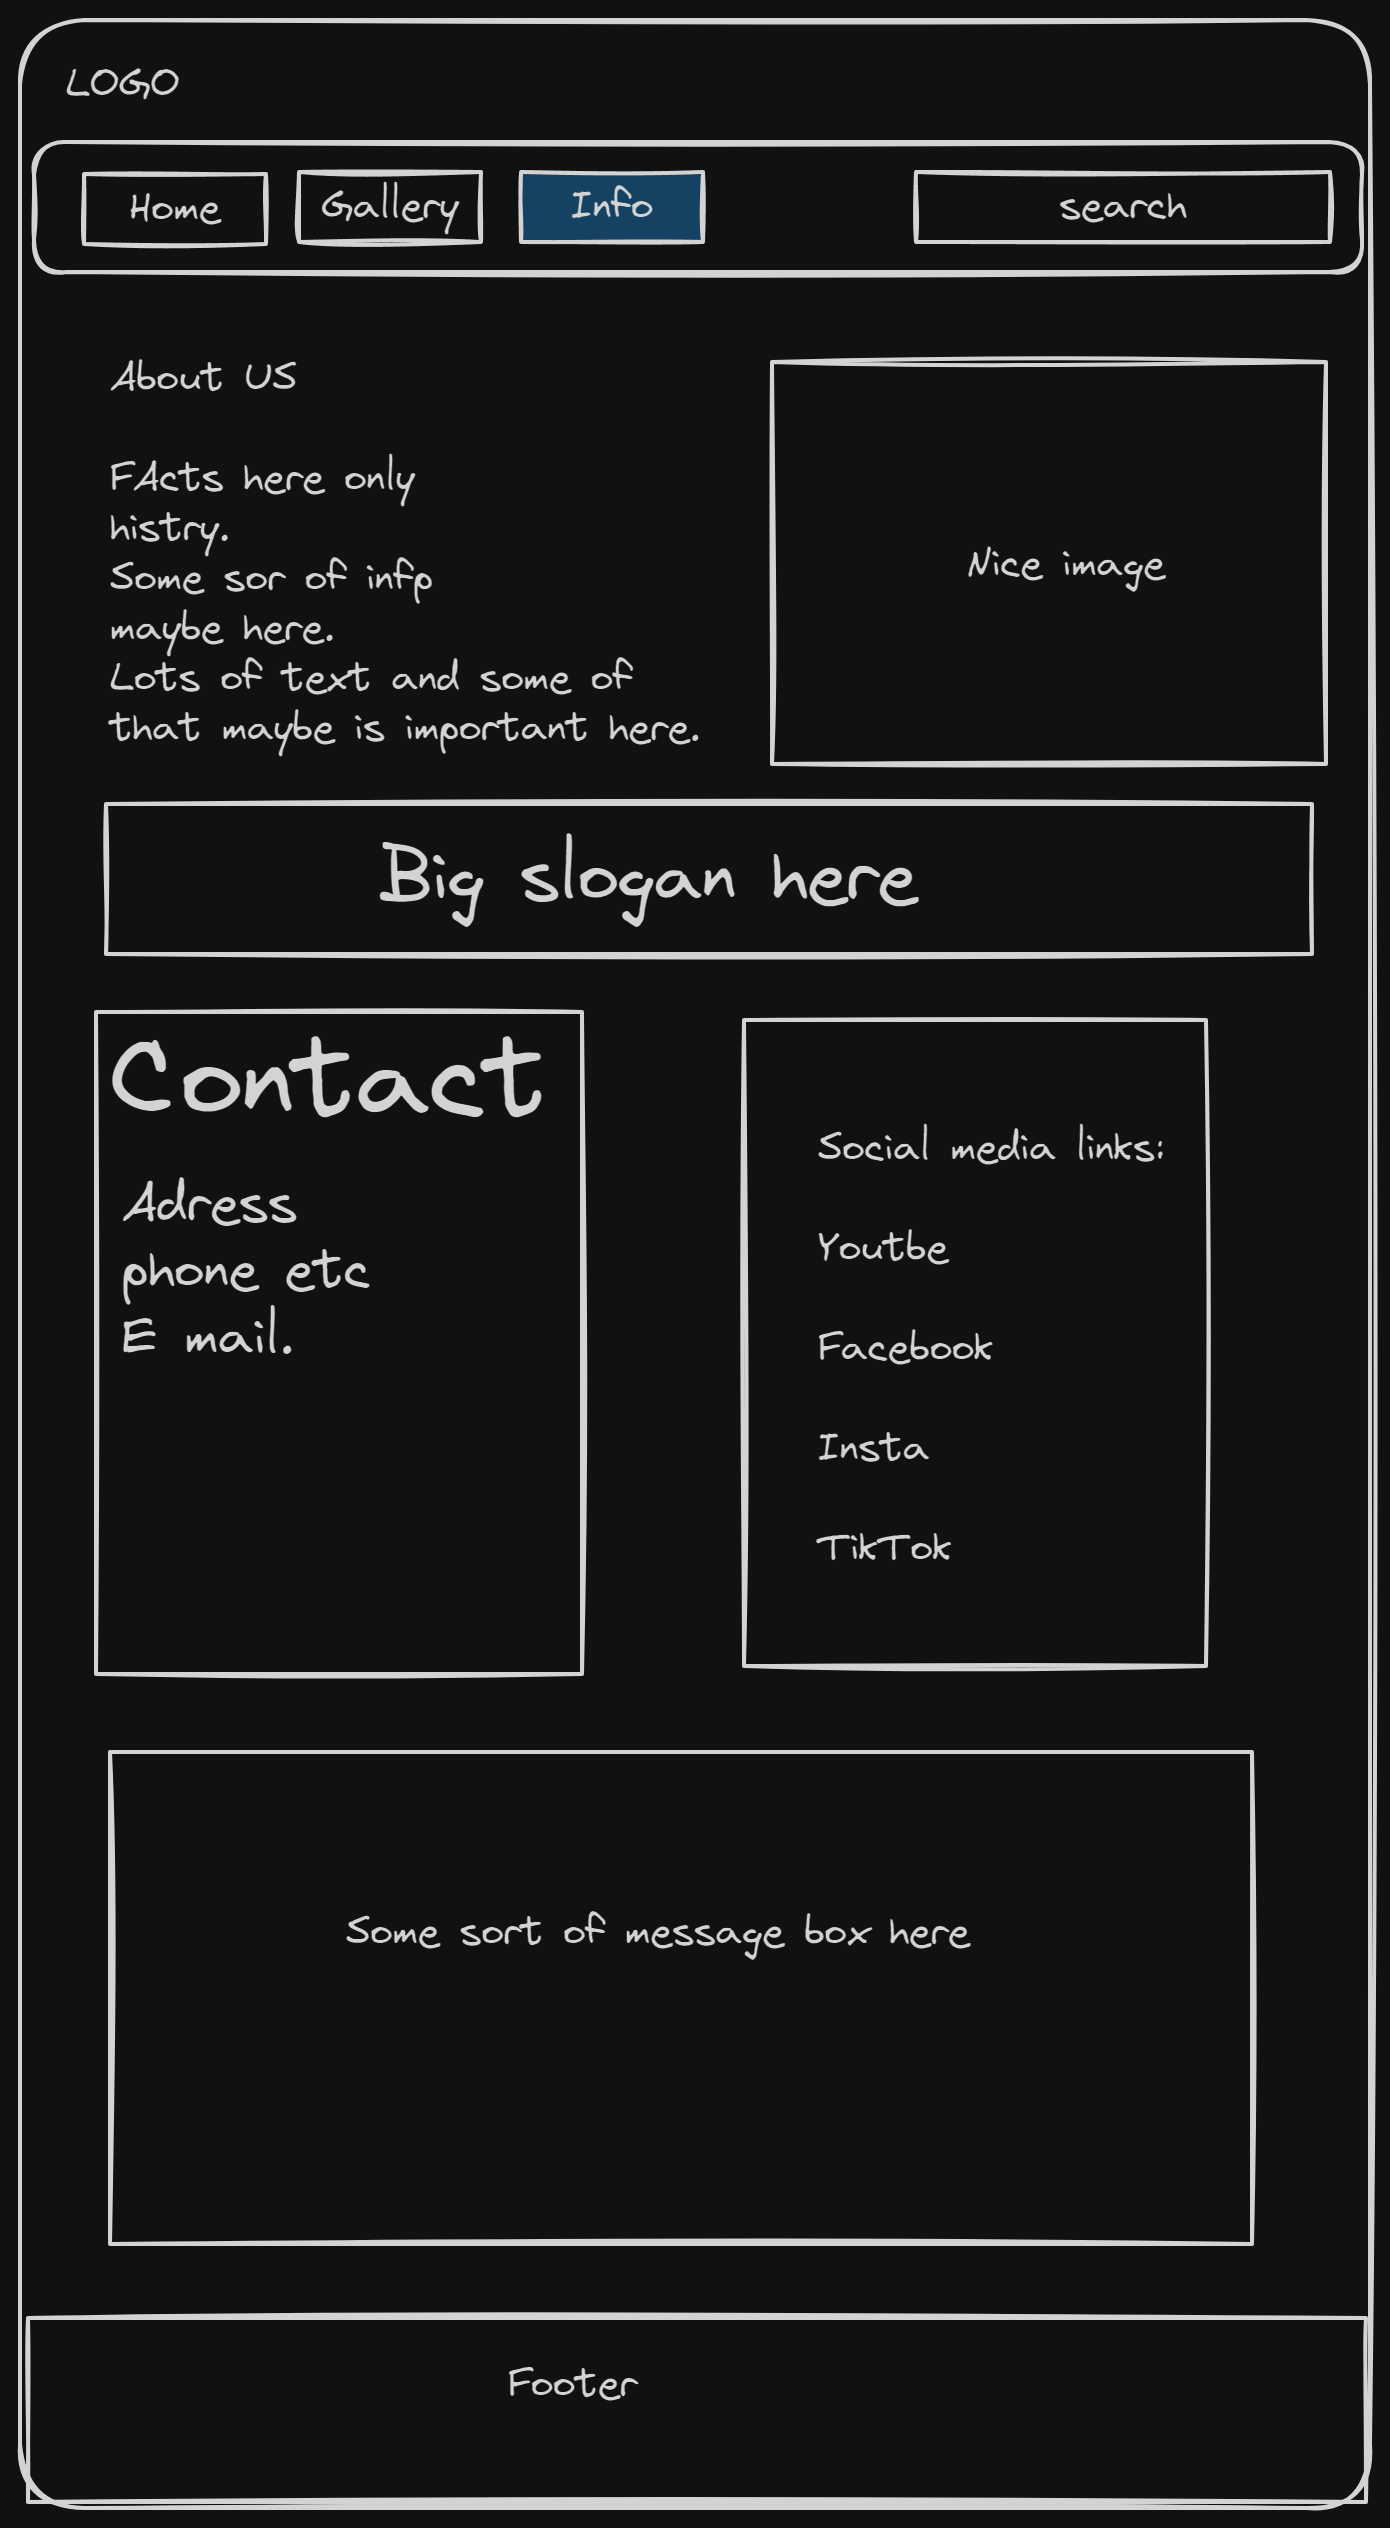 LOGO
Home
Gallery
Info
search
About US
FActs here only
histry.
Some sor of infp
maybe here.
Lots of text and some of
that maybe is important here.
Nice image
Big slogan here
Contact
Adress
phone etc
E mail.
Social media links:
Youtbe
Facebook
Insta
TikTok
Some sort of message box here
Footer